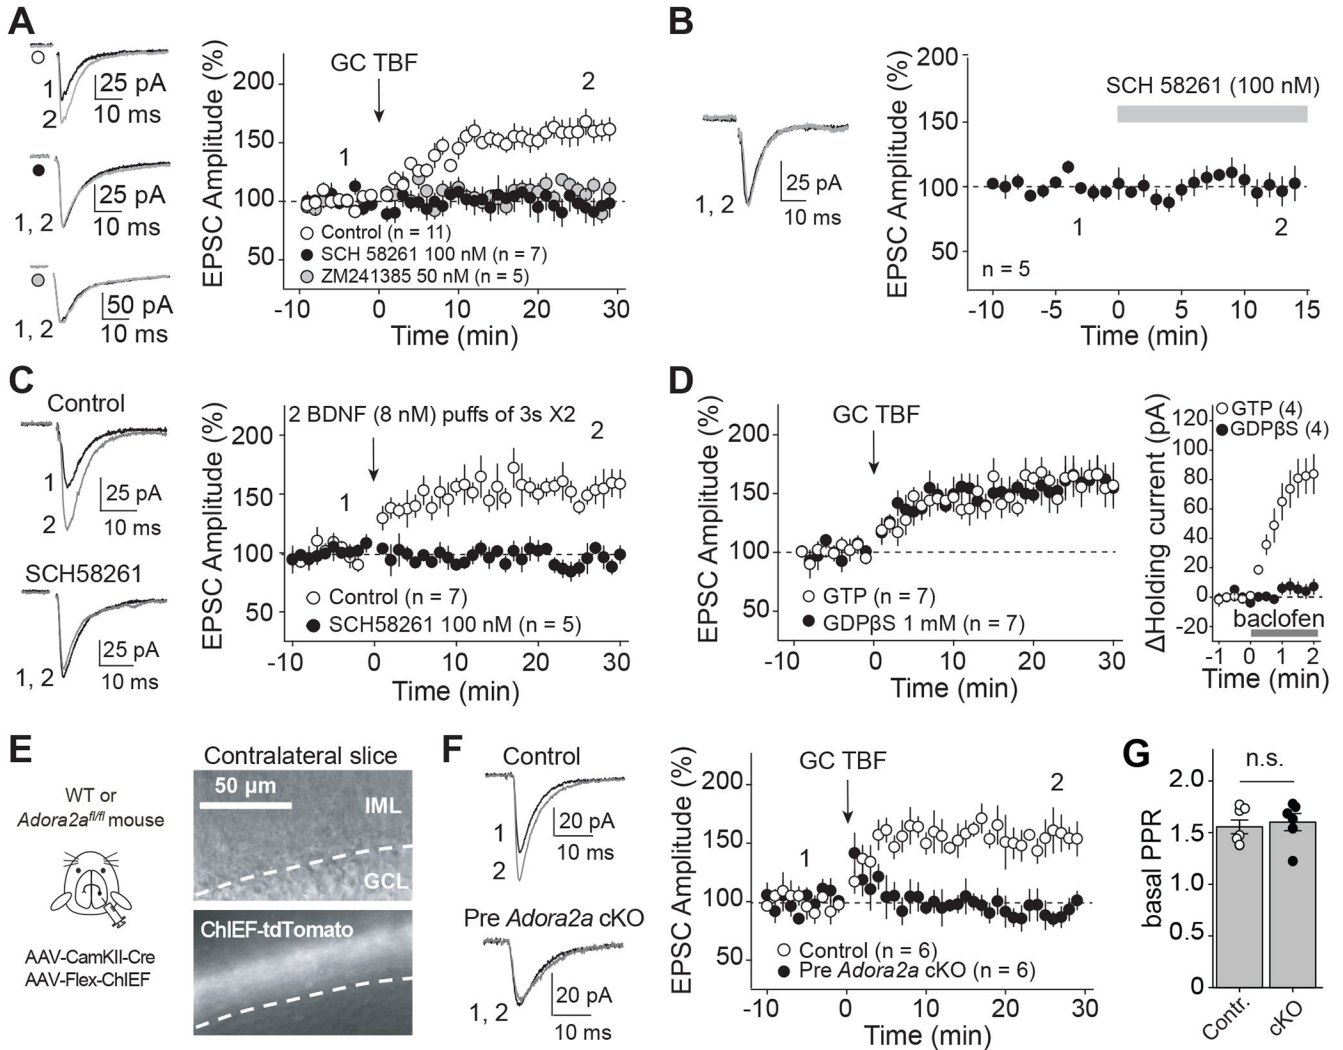 A
1
2
25 pA
10 ms
1, 2
25 pA
10 ms
1, 2
50 pA
10 ms
EPSC Amplitude (%)
200
150
100
50
GC TBF
1
2
Control (n = 11)
SCH 58261 100 nM (n = 7)
ZM241385 50 nM (n = 5)
-10 0 10 20 30
Time (min)
B
1, 2
25 pA
10 ms
EPSC Amplitude (%)
200
150
100
50
SCH 58261 (100 nM)
1
2
n = 5
-10 -5 0 5 10 15
Time (min)
C
Control
1
2
25 pA
10 ms
SCH58261
1, 2
25 pA
10 ms
EPSC Amplitude (%)
200
150
100
50
2 BDNF (8 nM) puffs of 3s X2
1
2
Control (n = 7)
SCH58261 100 nM (n = 5)
-10 0 10 20 30
Time (min)
D
EPSC Amplitude (%)
200
150
100
50
GC TBF
GTP (n = 7)
GDPβS 1 mM (n = 7)
-10 0 10 20 30
Time (min)
ΔHolding current (pA)
120
100
80
60
40
20
0
-20
GTP (4)
GDPβS (4)
baclofen
-1 0 1 2
Time (min)
E
WT or
Adora2afl/fl mouse
AAV-CamKII-Cre
AAV-Flex-ChIEF
Contralateral slice
50 µm
IML
GCL
ChIEF-tdTomato
F
Control
1
2
20 pA
10 ms
Pre Adora2a cKO
1, 2
20 pA
10 ms
EPSC Amplitude (%)
200
150
100
50
GC TBF
1
2
Control (n = 6)
Pre Adora2a cKO (n = 6)
-10 0 10 20 30
Time (min)
G
basal PPR
2.0
1.5
1.0
0.5
0
n.s.
Contr.
cKO